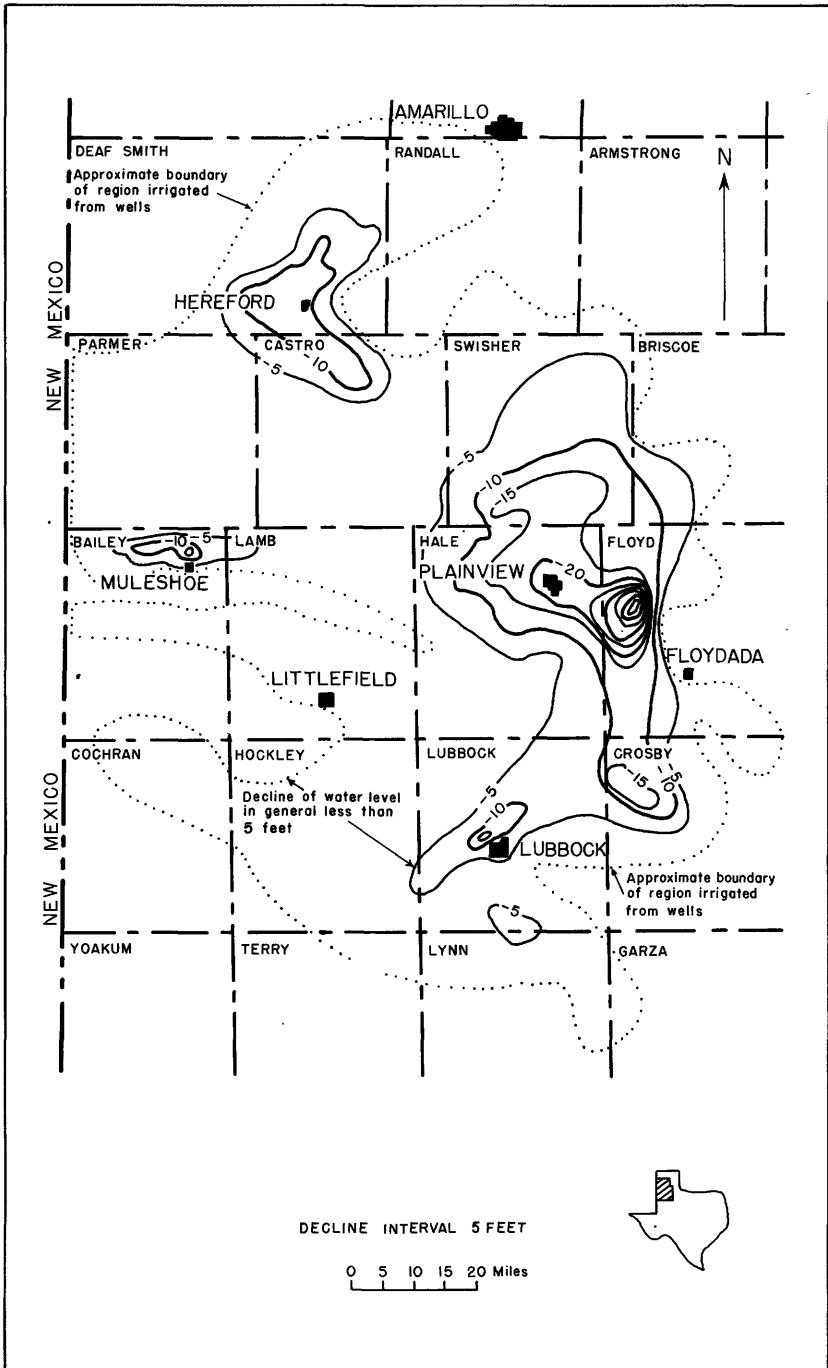 AMARILLO
DEAF SMITH
RANDALL
ARMSTRONG
N
Approximate boundary
of region irrigated
from wells
NEW MEXICO
HEREFORD
PARMER
CASTRO
SWISHER
BRISCOE
-10
-5
NEW MEXICO
-5
-10
-15
BAILEY
-10
-5
LAMB
HALE
FLOYD
MULESHOE
PLAINVIEW
-20
FLOYDADA
LITTLEFIELD
COCHRAN
HOCKLEY
LUBBOCK
CROSBY
-5
-10
-15
Decline of water level
in general less than
5 feet
-5
-10
NEW MEXICO
LUBBOCK
Approximate boundary
of region irrigated
from wells
-5
YOAKUM
TERRY
LYNN
GARZA
DECLINE INTERVAL 5 FEET
0 5 10 15 20 Miles